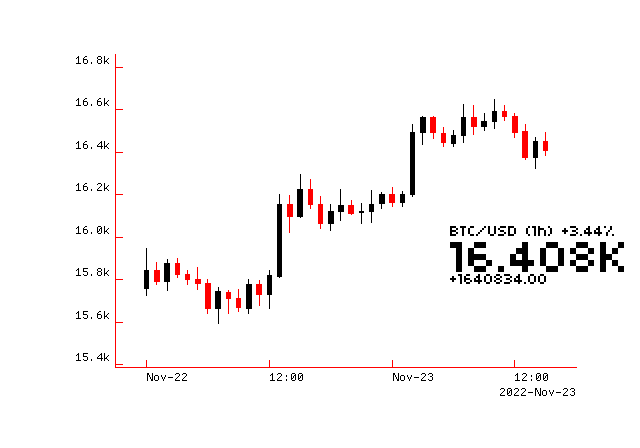 16.8k
16.6k
16.4k
16.2k
16.0k
15.8k
15.6k
15.4k
BTC/USD (1h) +3.44%
16.408K
+1640834.00
Nov-22 12:00 Nov-23 12:00
2022-Nov-23